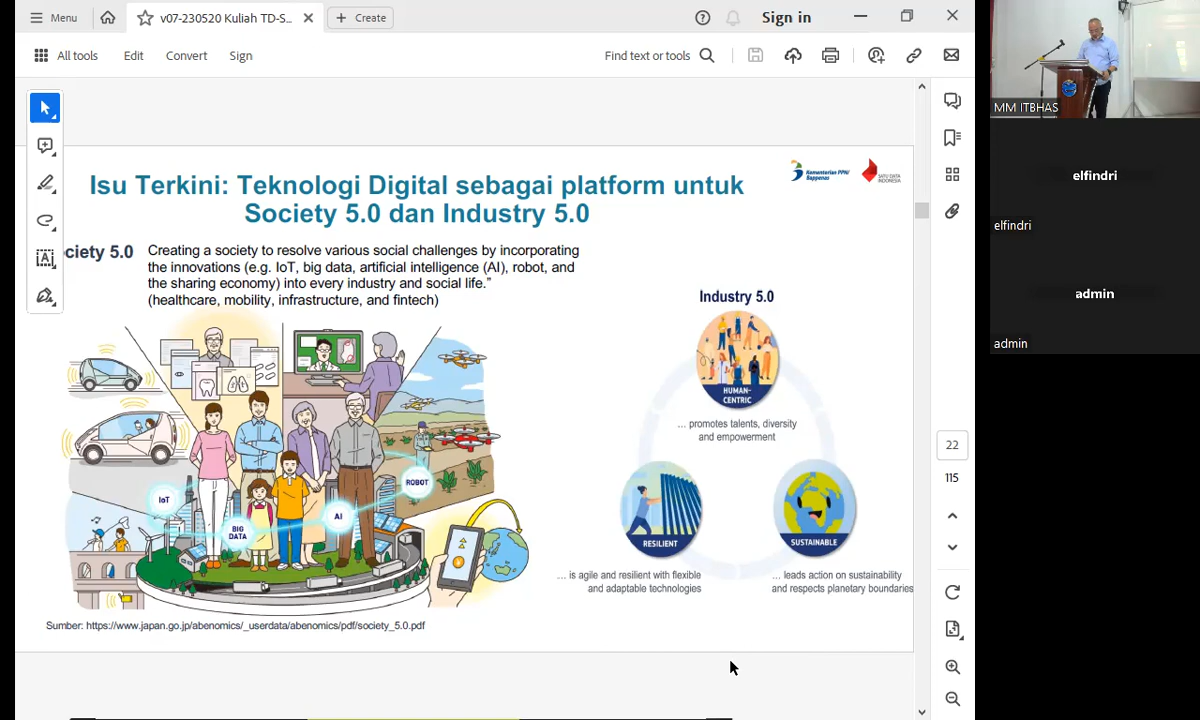 Menu
v07-230520 Kuliah TD-S...
Create
Sign in
All tools
Edit
Convert
Sign
Find text or tools
Isu Terkini: Teknologi Digital sebagai platform untuk
Society 5.0 dan Industry 5.0
Kementerian PPN/
Bappenas
SATU DATA
INDONESIA
ciety 5.0
Creating a society to resolve various social challenges by incorporating
the innovations (e.g. IoT, big data, artificial intelligence (AI), robot, and
the sharing economy) into every industry and social life."
(healthcare, mobility, infrastructure, and fintech)
IoT
BIG
DATA
AI
ROBOT
Industry 5.0
HUMAN-
CENTRIC
... promotes talents, diversity
and empowerment
RESILIENT
... is agile and resilient with flexible
and adaptable technologies
SUSTAINABLE
... leads action on sustainability
and respects planetary boundaries
Sumber: https://www.japan.go.jp/abenomics/_userdata/abenomics/pdf/society_5.0.pdf
22
115
MM ITBHAS
elfindri
elfindri
admin
admin